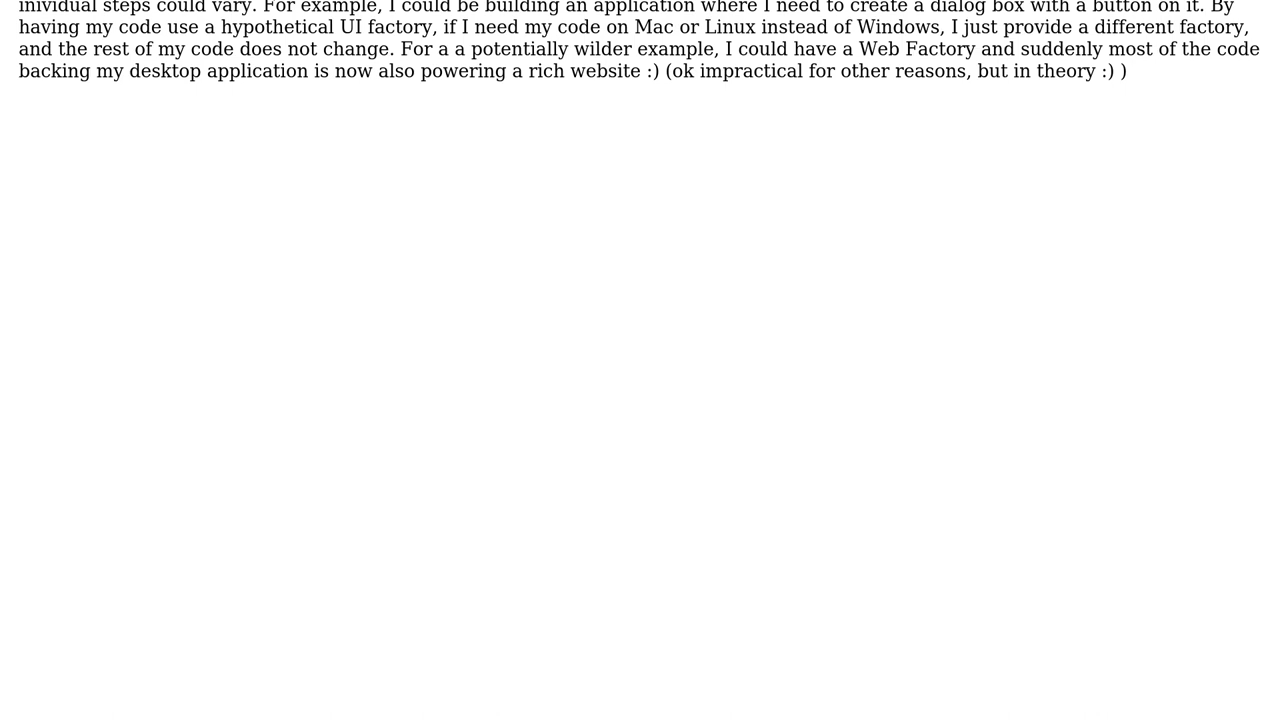 inividual steps could vary. For example, I could be building an application where I need to create a dialog box with a button on it. By
having my code use a hypothetical UI factory, if I need my code on Mac or Linux instead of Windows, I just provide a different factory,
and the rest of my code does not change. For a a potentially wilder example, I could have a Web Factory and suddenly most of the code
backing my desktop application is now also powering a rich website :) (ok impractical for other reasons, but in theory :) )